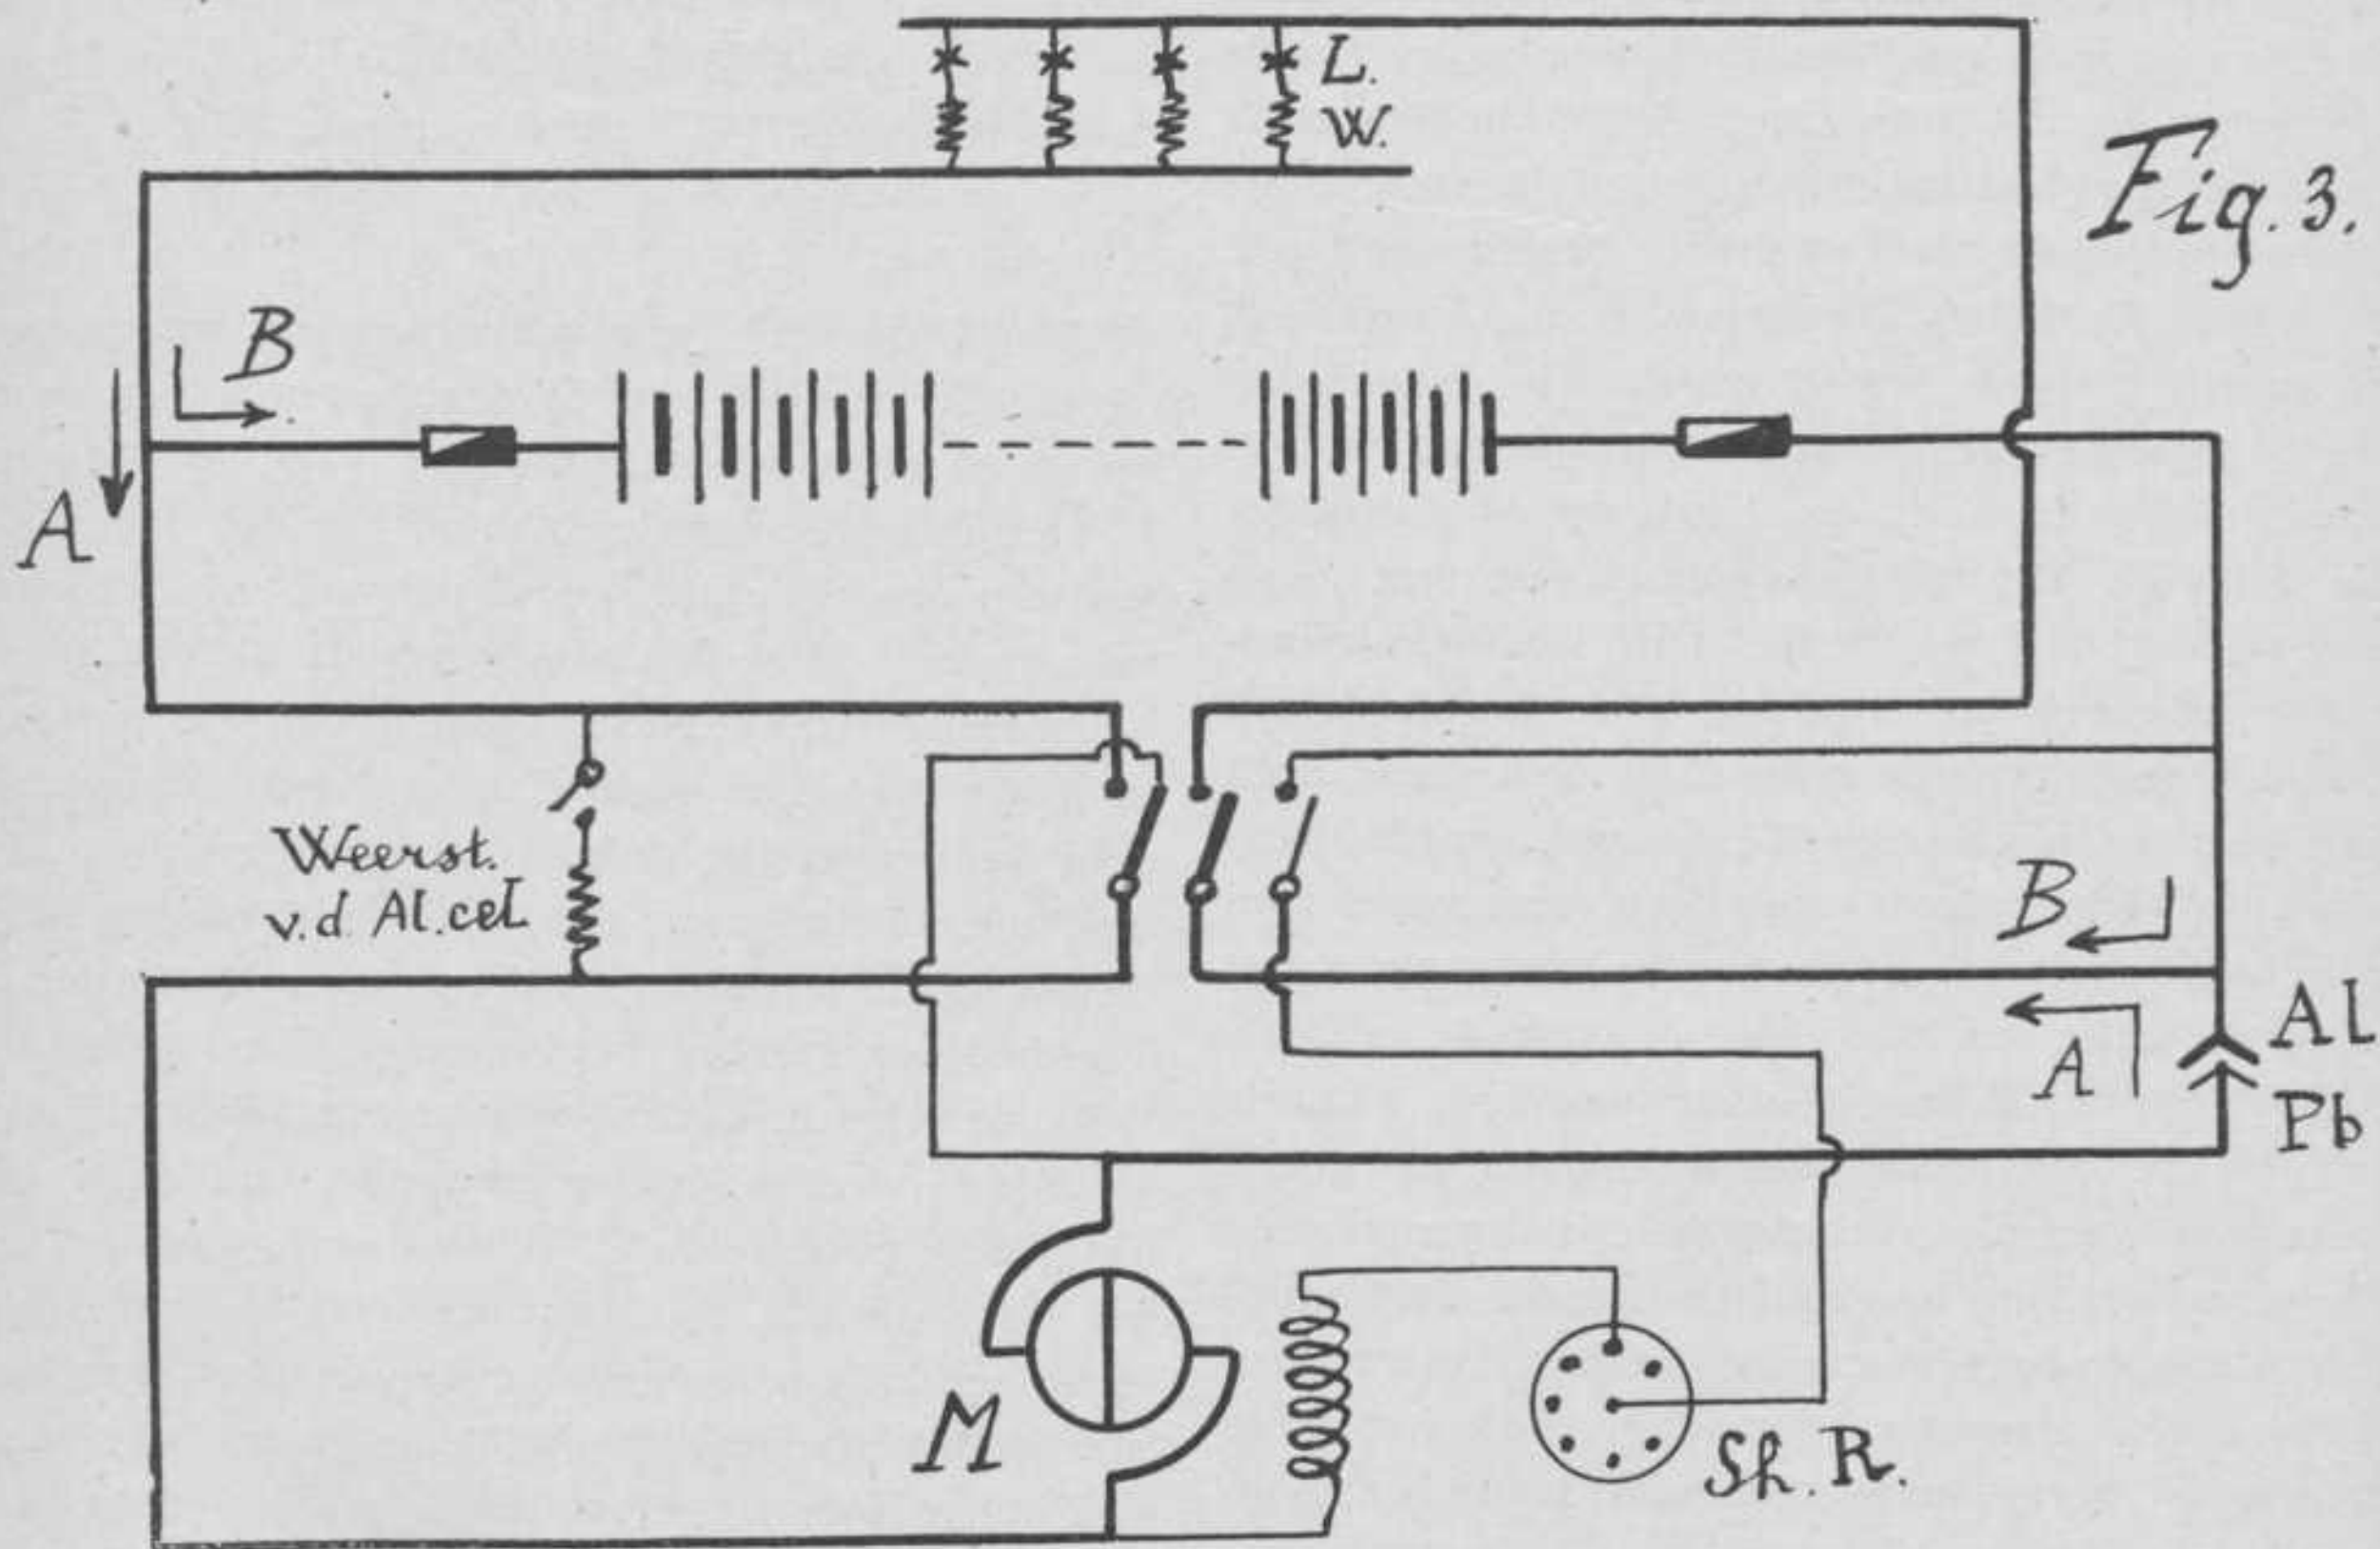 L.
W.
Fig. 3.
B
A
Weerst.
v.d Al.cel
B
A
Al
Pb
M
Sh. R.